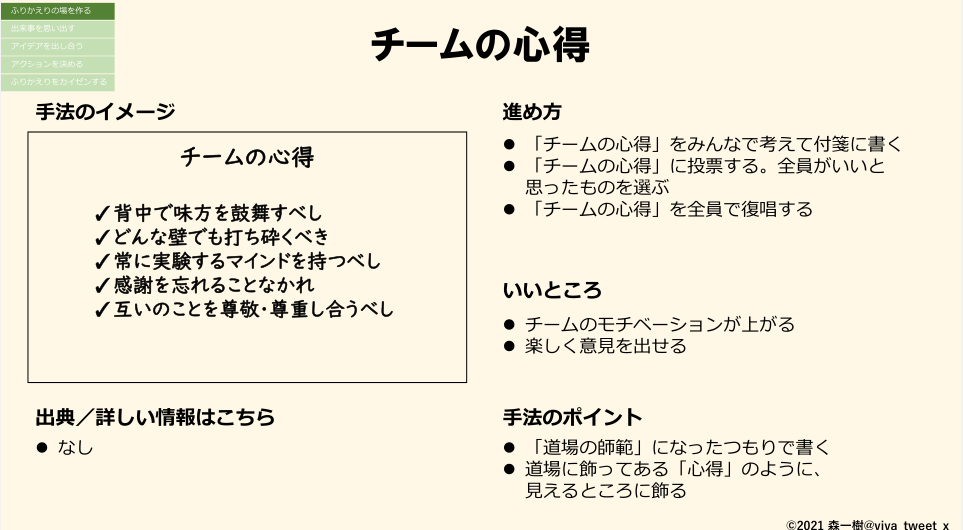 ふりかえりの場を作る
出来事を思い出す
アイデアを出し合う
アクションを決める
ふりかえりをカイゼンする
チームの心得
手法のイメージ
チームの心得
✓背中で味方を鼓舞すべし
✓どんな壁でも打ち砕くべき
✓常に実験するマインドを持つべし
✓感謝を忘れることなかれ
✓互いのことを尊敬・尊重し合うべし
出典／詳しい情報はこちら
● なし
進め方
● 「チームの心得」をみんなで考えて付箋に書く
● 「チームの心得」に投票する。全員がいいと
思ったものを選ぶ
● 「チームの心得」を全員で復唱する
いいところ
● チームのモチベーションが上がる
● 楽しく意見を出せる
手法のポイント
● 「道場の師範」になったつもりで書く
● 道場に飾ってある「心得」のように、
見えるところに飾る
©2021 森一樹@viva_tweet_x